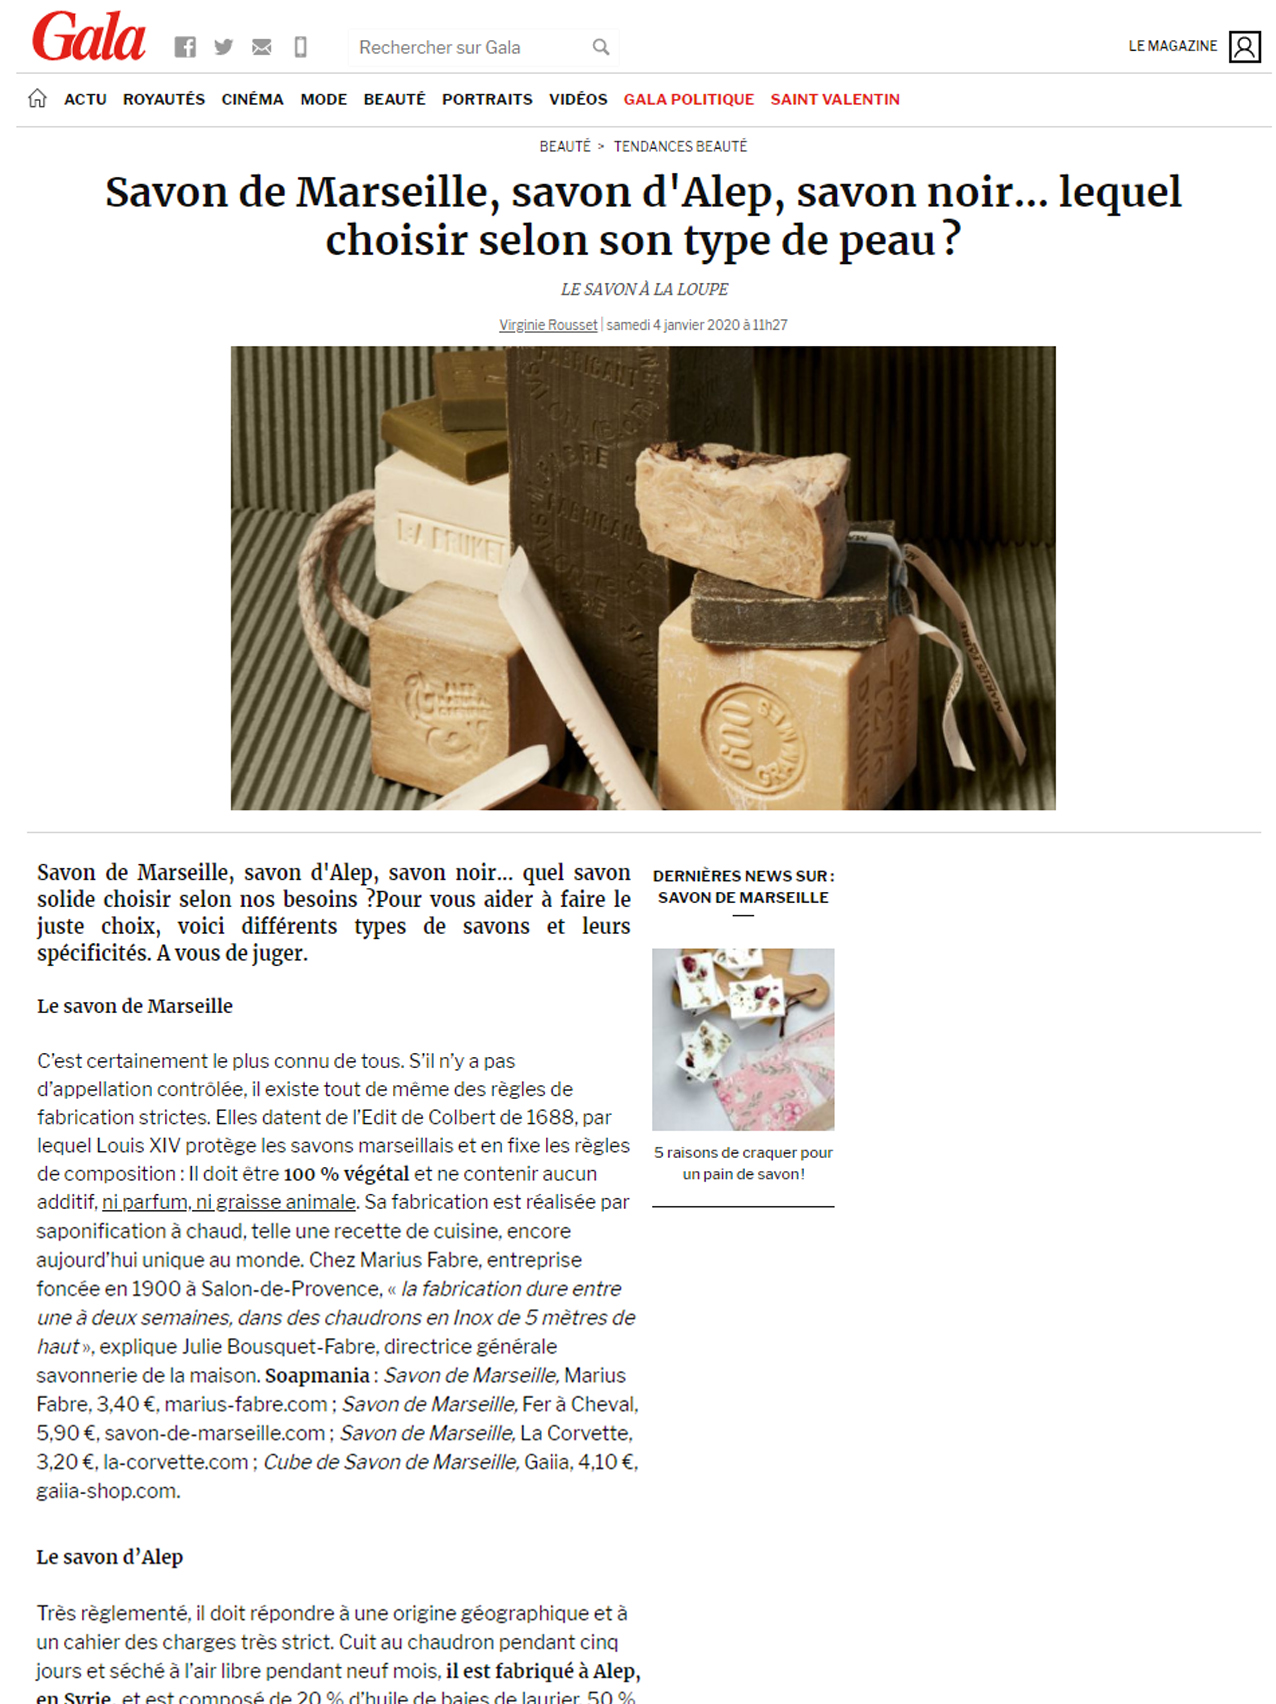 Gala
Rechercher sur Gala
LE MAGAZINE
ACTU ROYAUTÉS CINÉMA MODE BEAUTÉ PORTRAITS VIDÉOS GALA POLITIQUE SAINT VALENTIN
BEAUTÉ > TENDANCES BEAUTÉ
Savon de Marseille, savon d'Alep, savon noir... lequel
choisir selon son type de peau ?
LE SAVON À LA LOUPE
Virginie Rousset | samedi 4 janvier 2020 à 11h27
FABRICANT
L:A BRUKET
FABRICANT
MARIUS FABRE
600
GRAMMES
Savon de Marseille, savon d'Alep, savon noir... quel savon
solide choisir selon nos besoins ?Pour vous aider à faire le
juste choix, voici différents types de savons et leurs
spécificités. A vous de juger.
Le savon de Marseille
C’est certainement le plus connu de tous. S’il n’y a pas
d’appellation contrôlée, il existe tout de même des règles de
fabrication strictes. Elles datent de l’Edit de Colbert de 1688, par
lequel Louis XIV protège les savons marseillais et en fixe les règles
de composition : Il doit être 100 % végétal et ne contenir aucun
additif, ni parfum, ni graisse animale. Sa fabrication est réalisée par
saponification à chaud, telle une recette de cuisine, encore
aujourd’hui unique au monde. Chez Marius Fabre, entreprise
foncée en 1900 à Salon-de-Provence, « la fabrication dure entre
une à deux semaines, dans des chaudrons en Inox de 5 mètres de
haut », explique Julie Bousquet-Fabre, directrice générale
savonnerie de la maison. Soapmania : Savon de Marseille, Marius
Fabre, 3,40 €, marius-fabre.com ; Savon de Marseille, Fer à Cheval,
5,90 €, savon-de-marseille.com ; Savon de Marseille, La Corvette,
3,20 €, la-corvette.com ; Cube de Savon de Marseille, Gaiia, 4,10 €,
gaiia-shop.com.
Le savon d’Alep
Très règlementé, il doit répondre à une origine géographique et à
un cahier des charges très strict. Cuit au chaudron pendant cinq
jours et séché à l’air libre pendant neuf mois, il est fabriqué à Alep,
en Syrie, et est composé de 20 % d’huile de baies de laurier, 50 %
DERNIÈRES NEWS SUR :
SAVON DE MARSEILLE
5 raisons de craquer pour
un pain de savon !